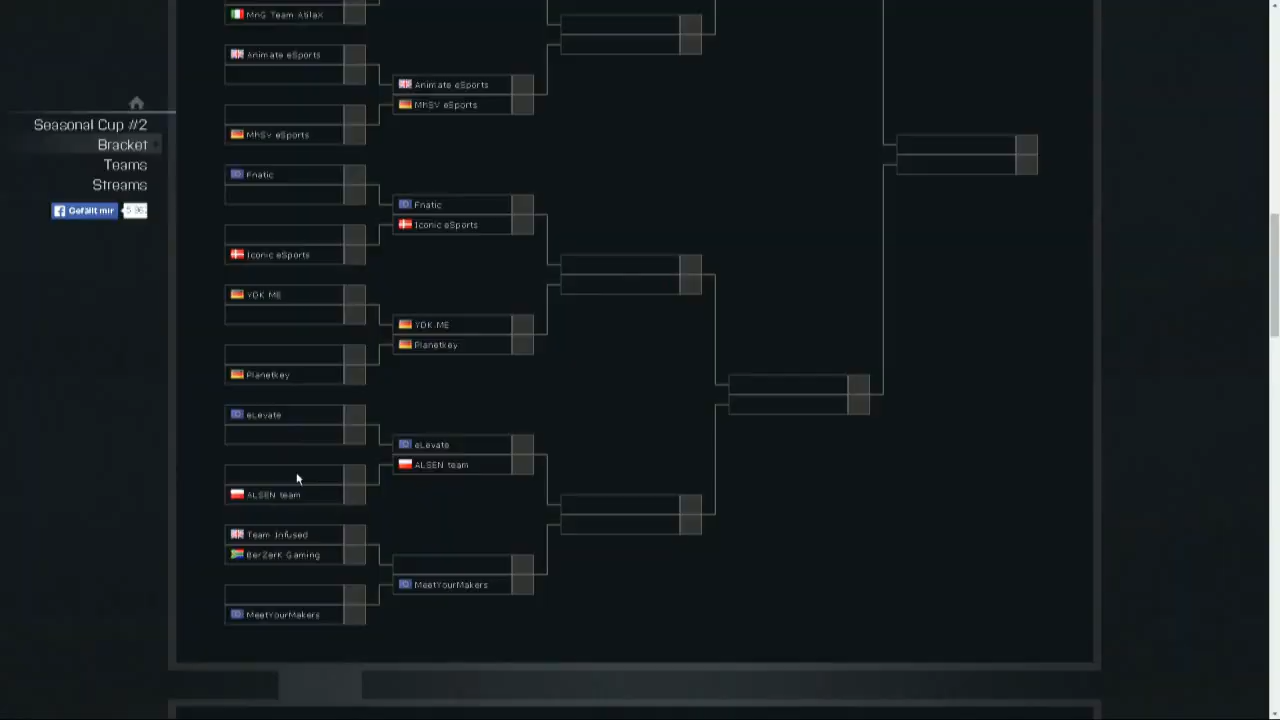 MnG Team AtilaX
Animate eSports
Animate eSports
MhSV eSports
MhSV eSports
Seasonal Cup #2
Bracket
Teams
Streams
Gefällt mir
Fnatic
Fnatic
Iconic eSports
Iconic eSports
YDK ME
YDK ME
Planetkey
Planetkey
eLevate
eLevate
ALSEN team
ALSEN team
Team Infused
BerZerK Gaming
MeetYourMakers
MeetYourMakers